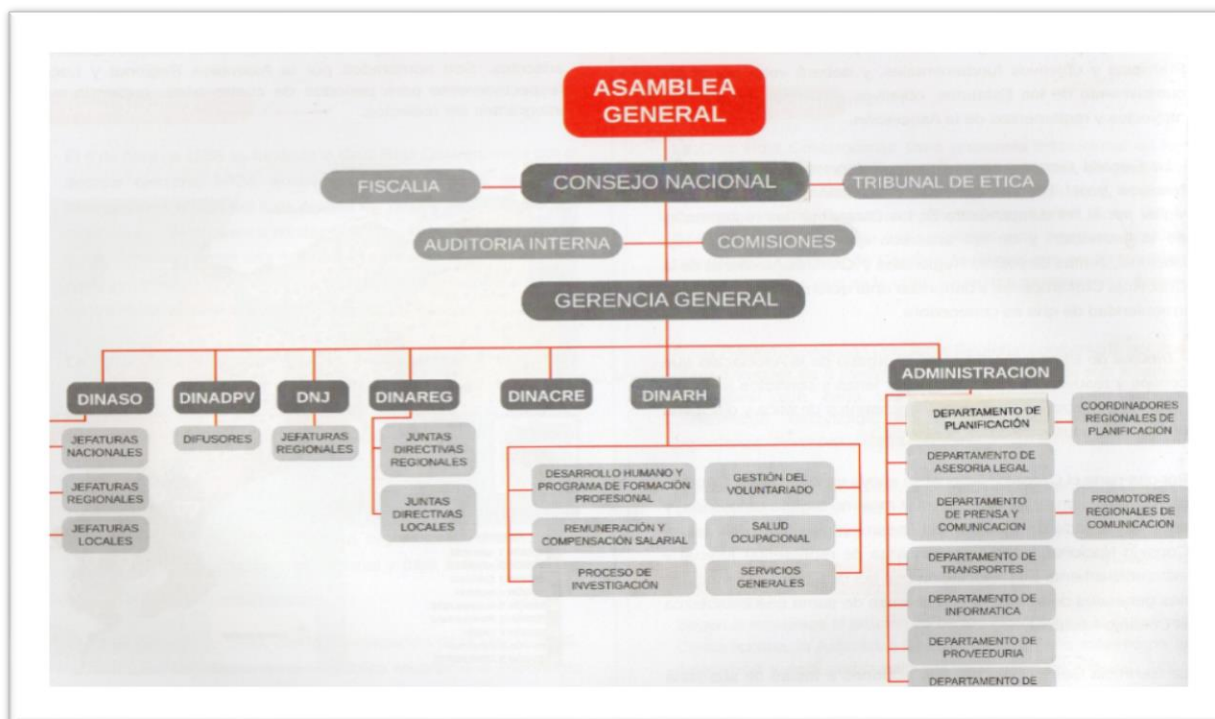 ASAMBLEA
GENERAL
FISCALIA
CONSEJO NACIONAL
TRIBUNAL DE ETICA
AUDITORIA INTERNA
COMISIONES
GERENCIA GENERAL
DINASO
DINADPV
DNJ
DINAREG
DINACRE
DINARH
ADMINISTRACION
JEFATURAS
NACIONALES
JEFATURAS
REGIONALES
JEFATURAS
LOCALES
DIFUSORES
JEFATURAS
REGIONALES
JUNTAS
DIRECTIVAS
REGIONALES
JUNTAS
DIRECTIVAS
LOCALES
DESARROLLO HUMANO Y
PROGRAMA DE FORMACIÓN
PROFESIONAL
REMUNERACIÓN Y
COMPENSACIÓN SALARIAL
PROCESO DE
INVESTIGACIÓN
GESTIÓN DEL
VOLUNTARIADO
SALUD
OCUPACIONAL
SERVICIOS
GENERALES
DEPARTAMENTO DE
PLANIFICACIÓN
COORDINADORES
REGIONALES DE
PLANIFICACION
DEPARTAMENTO DE
ASESORÍA LEGAL
DEPARTAMENTO
DE PRENSA Y
COMUNICACION
PROMOTORES
REGIONALES DE
COMUNICACION
DEPARTAMENTO DE
TRANSPORTES
DEPARTAMENTO DE
INFORMATICA
DEPARTAMENTO DE
PROVEEDURIA
DEPARTAMENTO DE